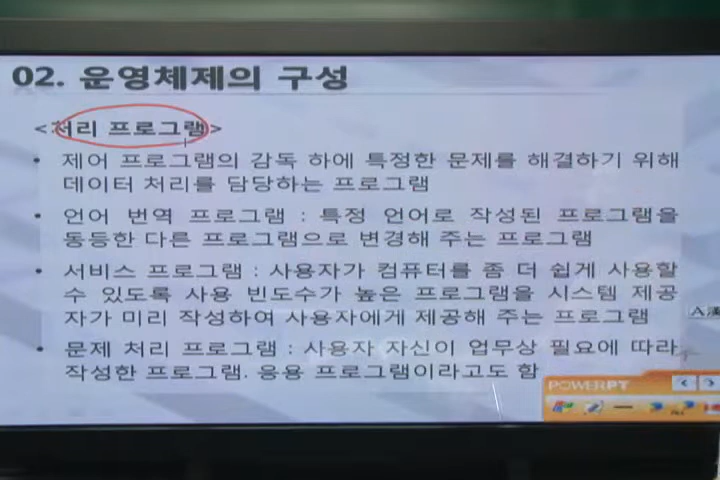 02. 운영체제의 구성
<처리 프로그램>
• 제어 프로그램의 감독 하에 특정한 문제를 해결하기 위해
데이터 처리를 담당하는 프로그램
• 언어 번역 프로그램 : 특정 언어로 작성된 프로그램을
동등한 다른 프로그램으로 변경해 주는 프로그램
• 서비스 프로그램 : 사용자가 컴퓨터를 좀 더 쉽게 사용할
수 있도록 사용 빈도수가 높은 프로그램을 시스템 제공
자가 미리 작성하여 사용자에게 제공해 주는 프로그램
A漢
• 문제 처리 프로그램 : 사용자 자신이 업무상 필요에 따라
작성한 프로그램. 응용 프로그램이라고도 함
POWERPT